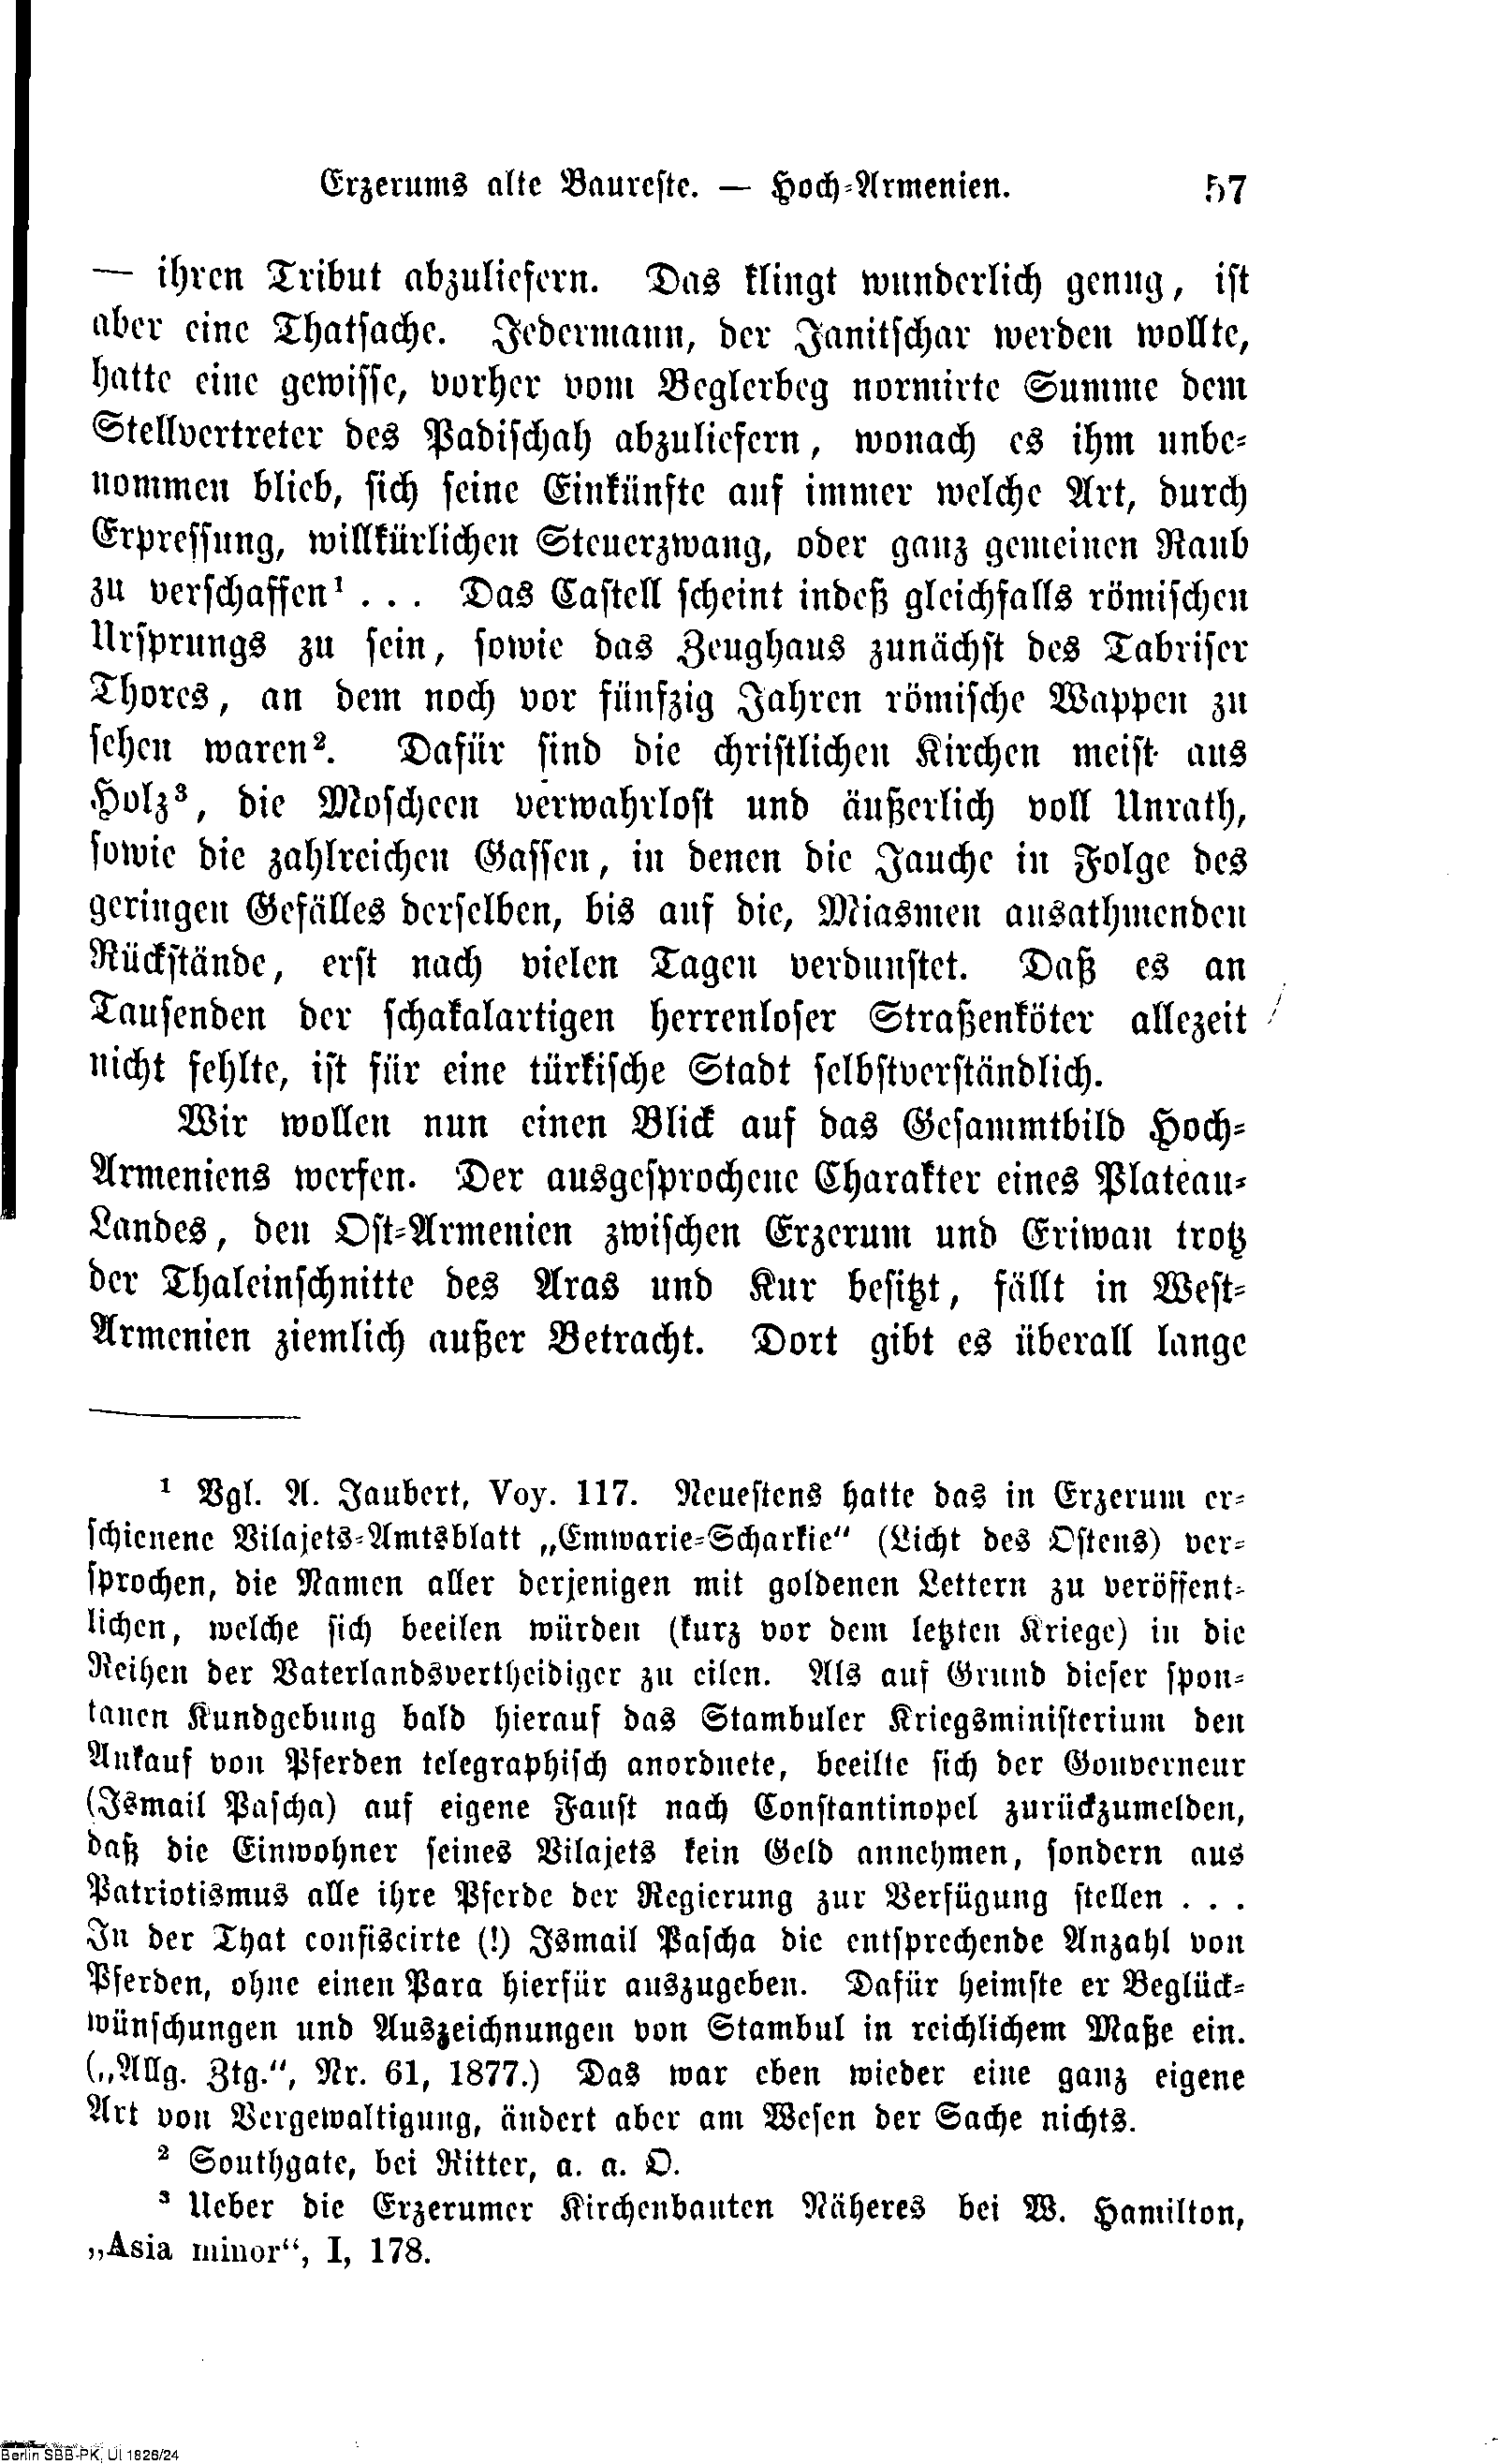 Erzerums alte Baureste. — Hoch-Armenien. 57
— ihren Tribut abzuliefern. Das klingt wunderlich genug, ist
aber eine Thatsache. Jedermann, der Janitschar werden wollte,
hatte eine gewisse, vorher vom Beglerbeg normirte Summe dem
Stellvertreter des Padischah abzuliefern, wonach es ihm unbe-
nommen blieb, sich seine Einkünfte auf immer welche Art, durch
Erpressung, willkürlichen Steuerzwang, oder ganz gemeinen Raub
zu verschaffen¹ . . . Das Castell scheint indeß gleichfalls römischen
Ursprungs zu sein, sowie das Zeughaus zunächst des Tabriser
Thores, an dem noch vor fünfzig Jahren römische Wappen zu
sehen waren². Dafür sind die christlichen Kirchen meist aus
Holz³, die Moscheen verwahrlost und äußerlich voll Unrath,
sowie die zahlreichen Gassen, in denen die Jauche in Folge des
geringen Gefälles derselben, bis auf die, Miasmen ausathmenden
Rückstände, erst nach vielen Tagen verdunstet. Daß es an
Tausenden der schakalartigen herrenloser Straßenköter allezeit
nicht fehlte, ist für eine türkische Stadt selbstverständlich.
Wir wollen nun einen Blick auf das Gesammtbild Hoch-
Armeniens werfen. Der ausgesprochene Charakter eines Plateau-
Landes, den Ost-Armenien zwischen Erzerum und Eriwan trotz
der Thaleinschnitte des Aras und Kur besitzt, fällt in West-
Armenien ziemlich außer Betracht. Dort gibt es überall lange
¹ Vgl. A. Jaubert, Voy. 117. Neuestens hatte das in Erzerum er-
schienene Vilajets-Amtsblatt „Emwarie-Scharkie“ (Licht des Ostens) ver-
sprochen, die Namen aller derjenigen mit goldenen Lettern zu veröffent-
lichen, welche sich beeilen würden (kurz vor dem letzten Kriege) in die
Reihen der Vaterlandsvertheidiger zu eilen. Als auf Grund dieser spon-
tanen Kundgebung bald hierauf das Stambuler Kriegsministerium den
Ankauf von Pferden telegraphisch anordnete, beeilte sich der Gouverneur
(Ismail Pascha) auf eigene Faust nach Constantinopel zurückzumelden,
daß die Einwohner seines Vilajets kein Geld annehmen, sondern aus
Patriotismus alle ihre Pferde der Regierung zur Verfügung stellen . . .
In der That confiscirte (!) Ismail Pascha die entsprechende Anzahl von
Pferden, ohne einen Para hierfür auszugeben. Dafür heimste er Beglück-
wünschungen und Auszeichnungen von Stambul in reichlichem Maße ein.
(„Allg. Ztg.“, Nr. 61, 1877.) Das war eben wieder eine ganz eigene
Art von Vergewaltigung, ändert aber am Wesen der Sache nichts.
² Southgate, bei Ritter, a. a. O.
³ Ueber die Erzerumer Kirchenbauten Näheres bei W. Hamilton,
„Asia minor“, I, 178.
Berlin SBB-PK, Ul 1826/24